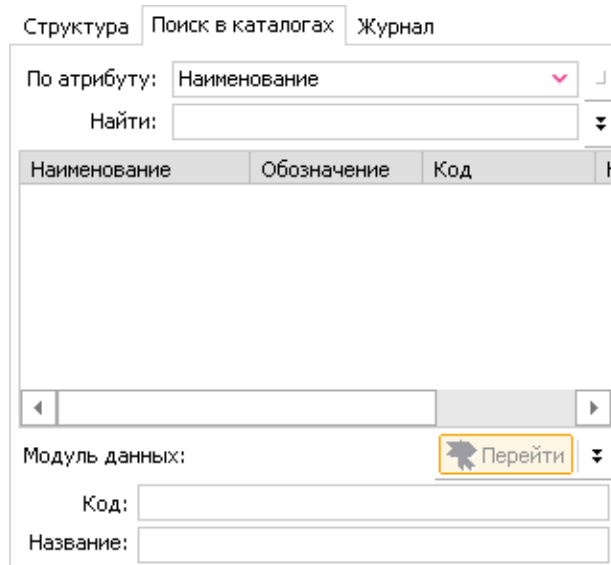 Структура Поиск в каталогах Журнал
По атрибуту: Наименование
Найти:
Наименование Обозначение Код
Модуль данных: Перейти
Код:
Название: